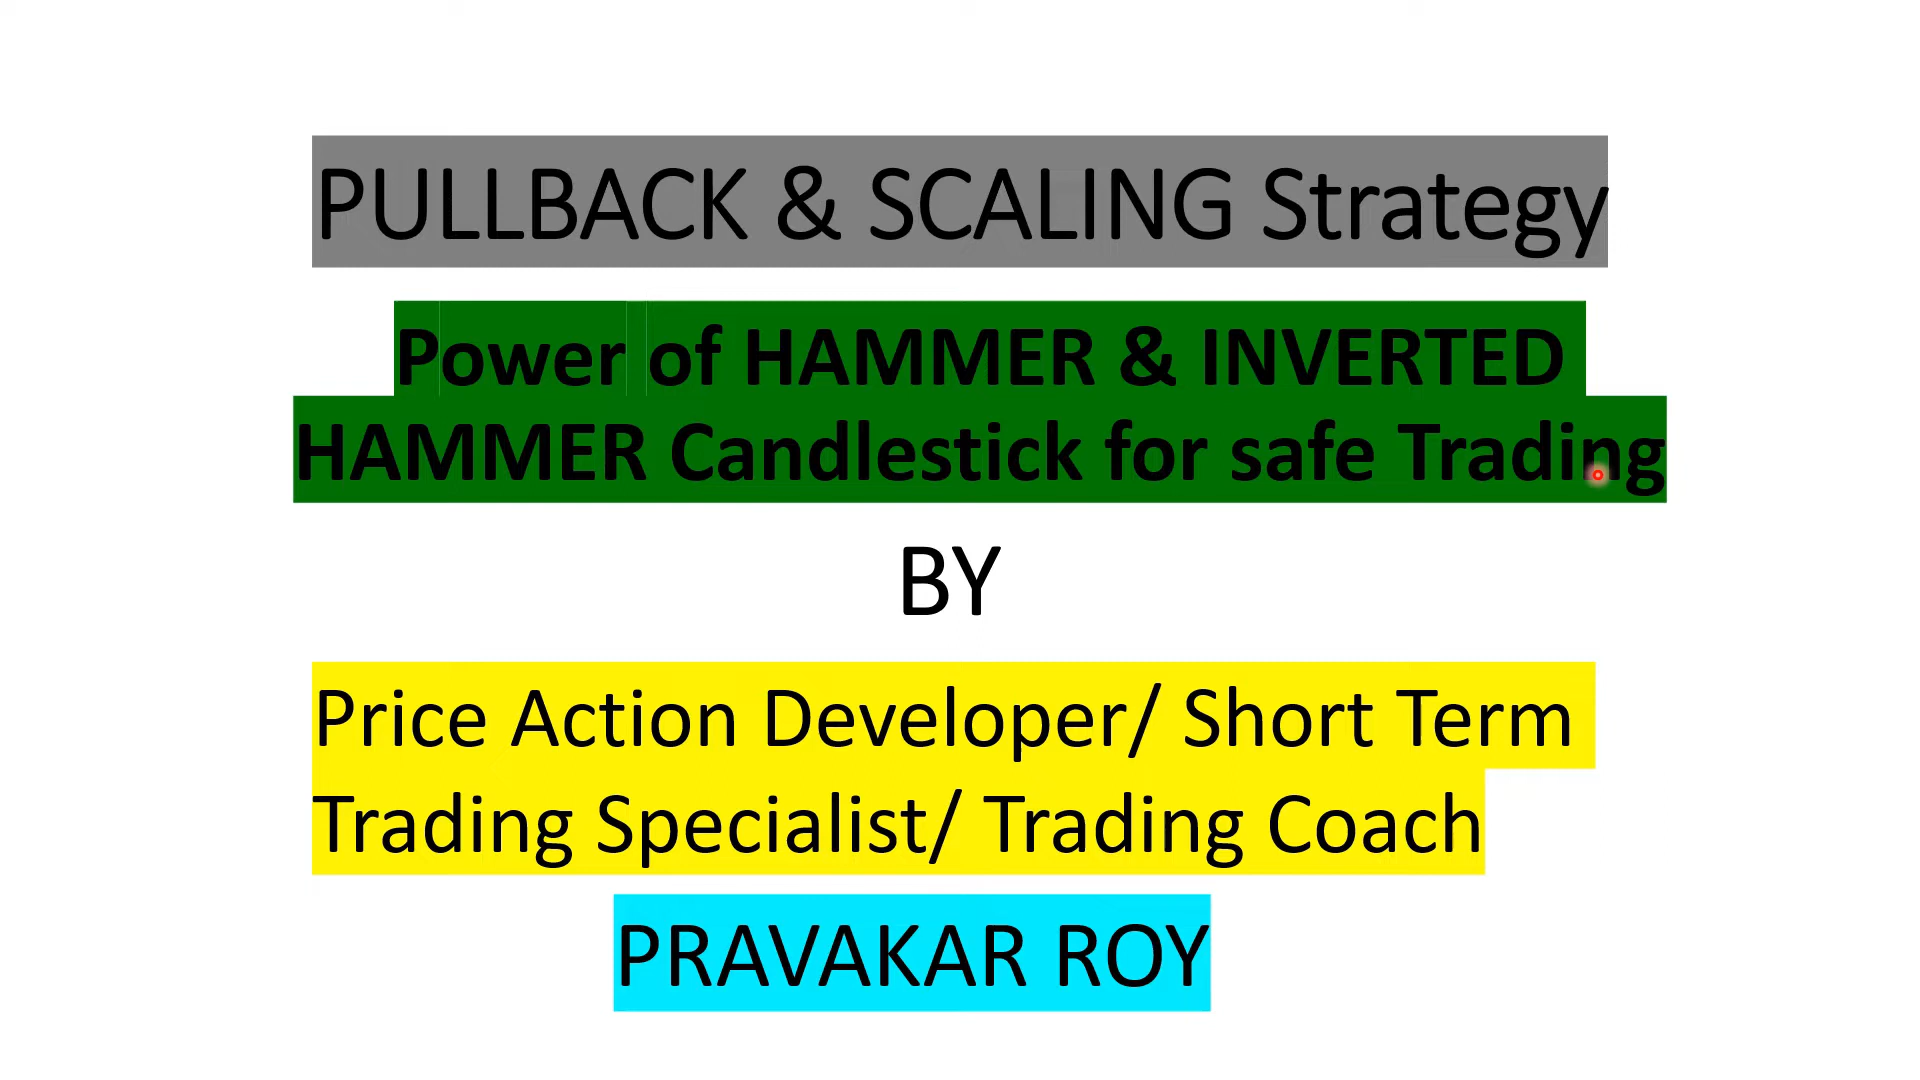 PULLBACK & SCALING Strategy
Power of HAMMER & INVERTED
HAMMER Candlestick for safe Trading
BY
Price Action Developer/ Short Term
Trading Specialist/ Trading Coach
PRAVAKAR ROY